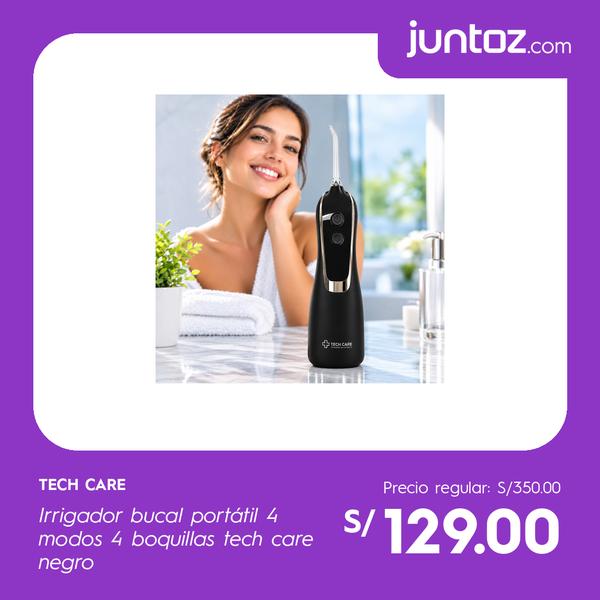 juntoz.com
TECH CARE
TECH CARE
Irrigador bucal portátil 4
modos 4 boquillas tech care
negro
Precio regular: S/350.00
S/129.00